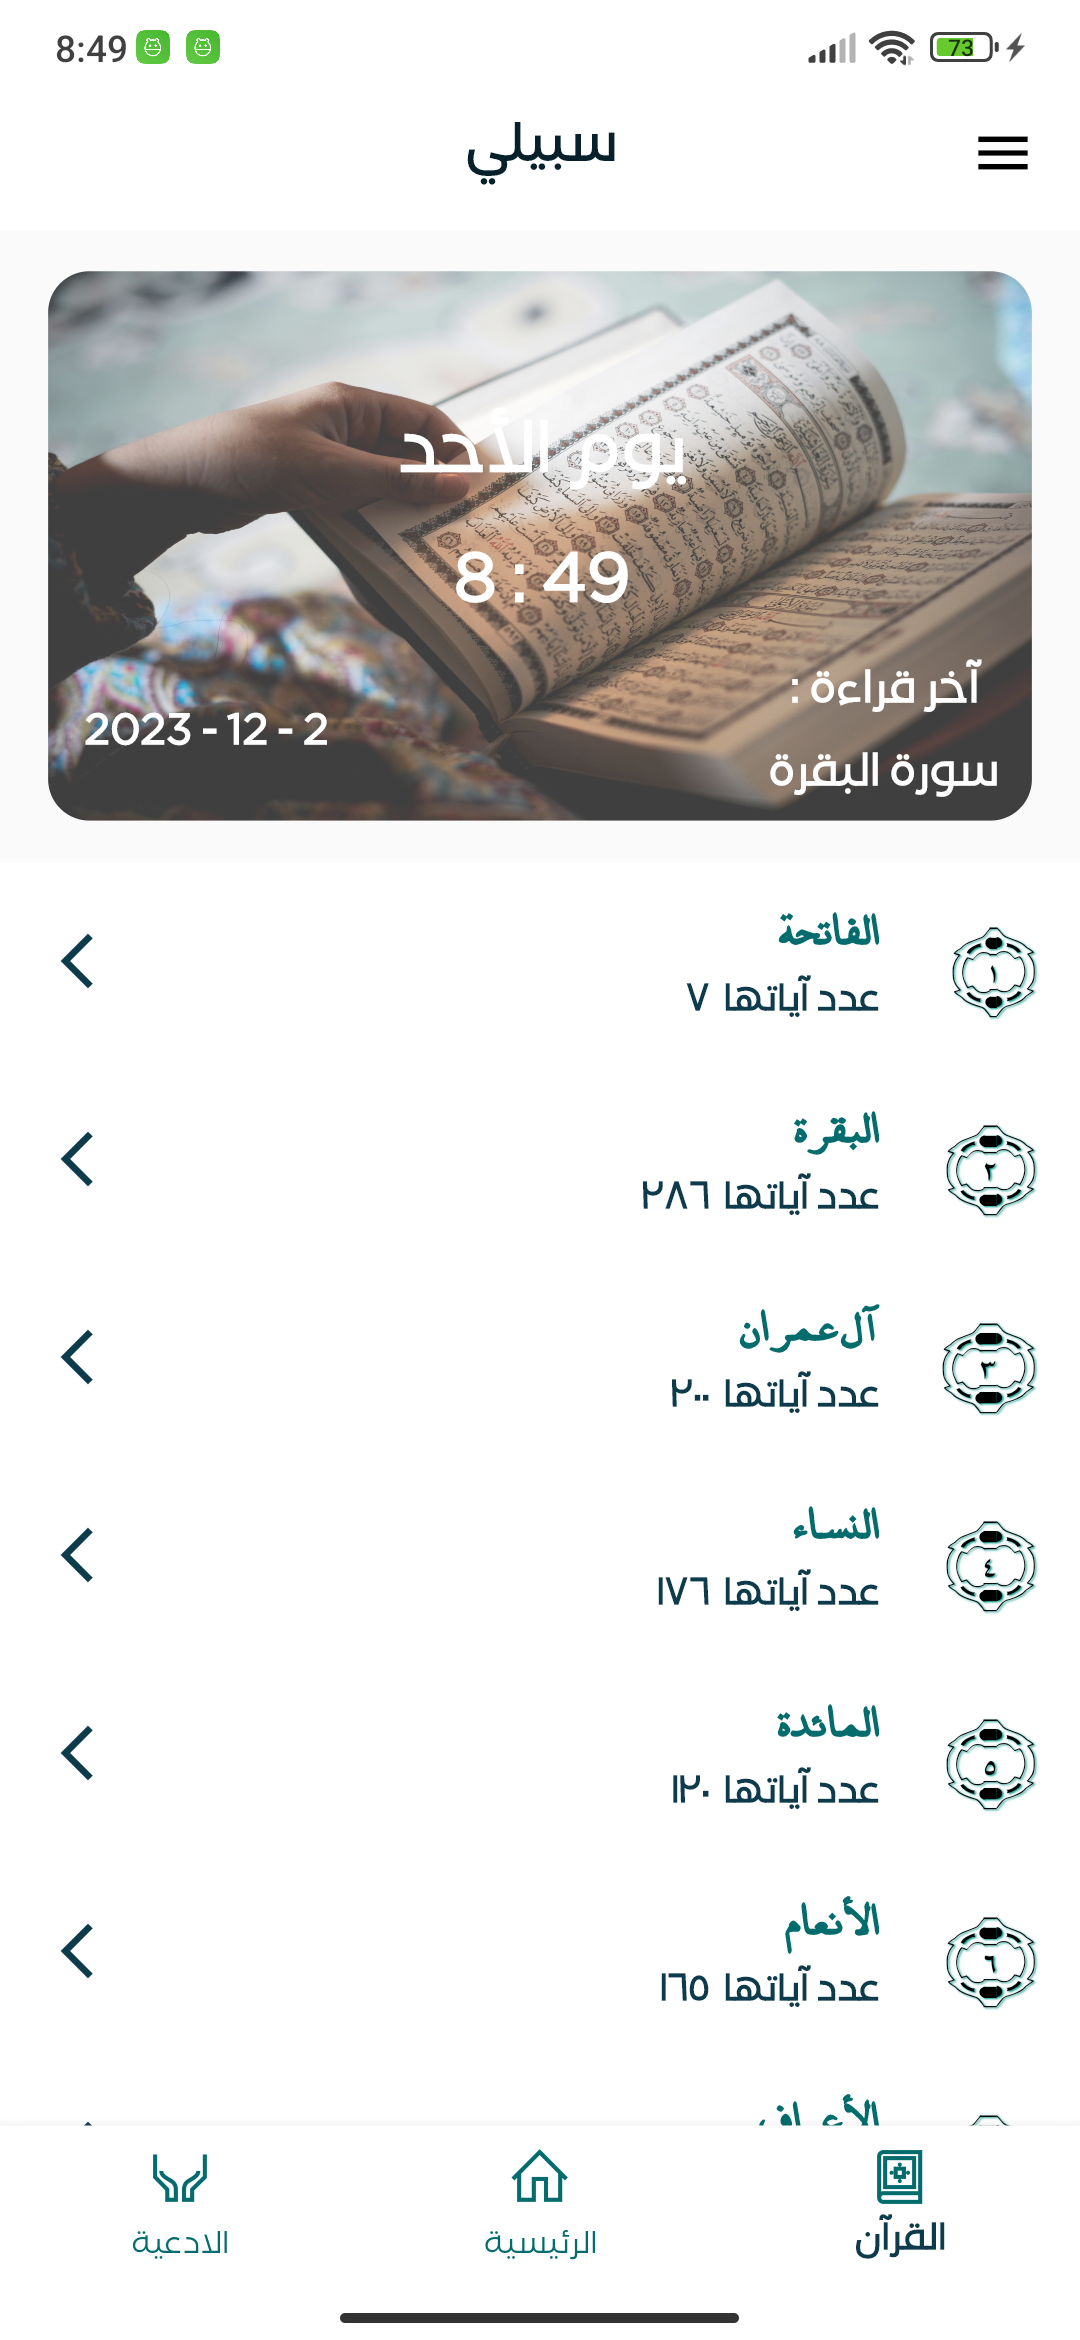 8:49
73
سبيلي
يوم الأحد
8 : 49
آخر قراءة :
2023 - 12 - 2
سورة البقرة
الفاتحة
١
عدد آياتها ٧
البقرة
٢
عدد آياتها ٢٨٦
آل عمران
٣
عدد آياتها ٢٠٠
النساء
٤
عدد آياتها ١٧٦
المائدة
٥
عدد آياتها ١٢٠
الأنعام
٦
عدد آياتها ١٦٥
الأعراف
القرآن
الرئيسية
الادعية